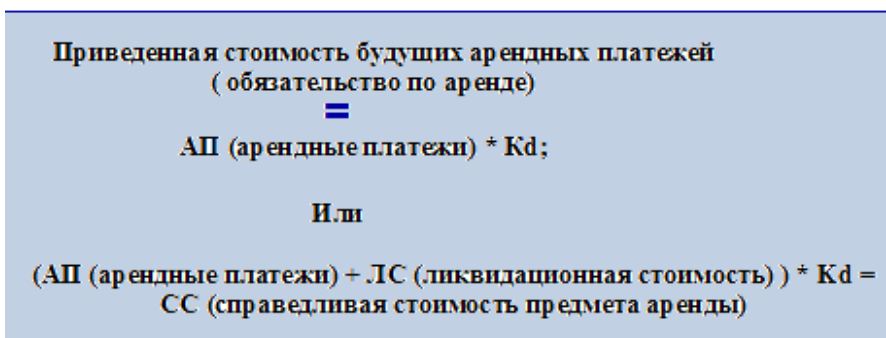 Приведенная стоимость будущих арендных платежей
( обязательство по аренде)
=
АП (арендные платежи) * Kd;
Или
(АП (арендные платежи) + ЛС (ликвидационная стоимость) ) * Kd =
СС (справедливая стоимость предмета аренды)